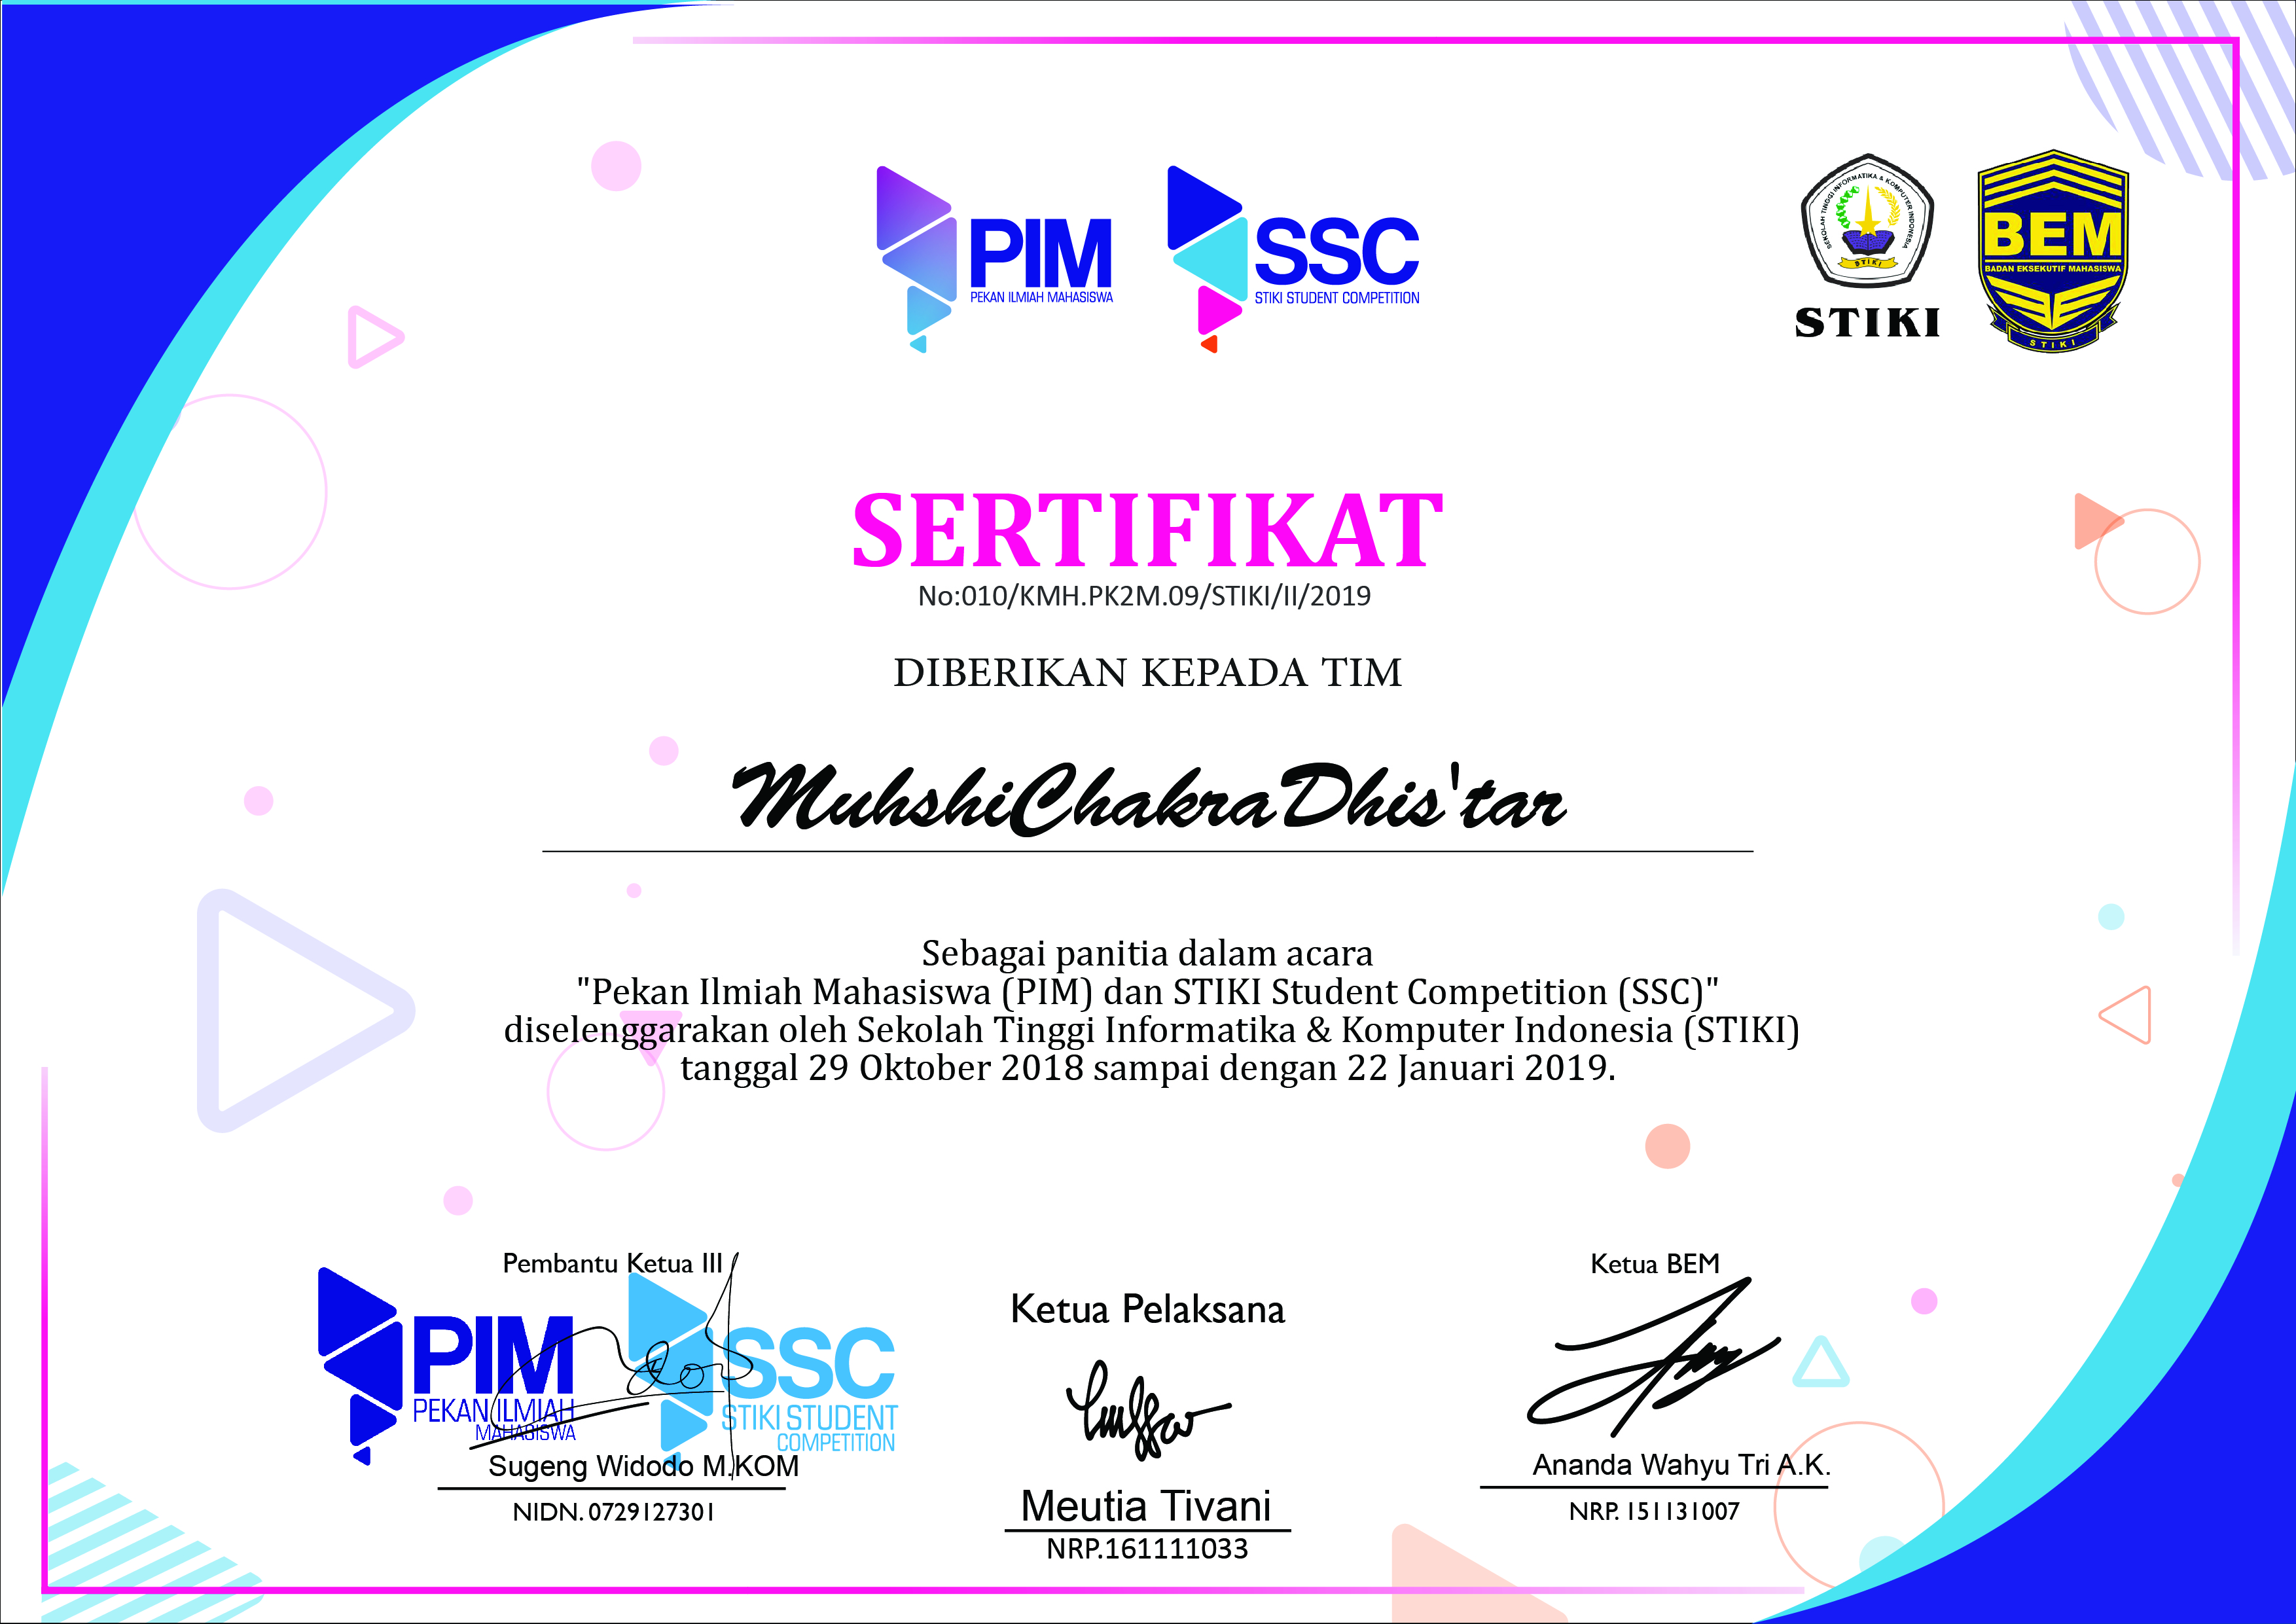 PIM
PEKAN ILMIAH MAHASISWA
SSC
STIKI STUDENT COMPETITION
SEKOLAH TINGGI INFORMATIKA & KOMPUTER INDONESIA
STIKI
STIKI
BEM
BADAN EKSEKUTIF MAHASISWA
STIKI
SERTIFIKAT
No:010/KMH.PK2M.09/STIKI/II/2019
DIBERIKAN KEPADA TIM
MuhshiChakraDhis'tar
Sebagai panitia dalam acara
"Pekan Ilmiah Mahasiswa (PIM) dan STIKI Student Competition (SSC)"
diselenggarakan oleh Sekolah Tinggi Informatika & Komputer Indonesia (STIKI)
tanggal 29 Oktober 2018 sampai dengan 22 Januari 2019.
Pembantu Ketua III
PIM
PEKAN ILMIAH
MAHASISWA
SSC
STIKI STUDENT
COMPETITION
Sugeng Widodo M.KOM
NIDN. 0729127301
Ketua Pelaksana
Meutia Tivani
NRP.161111033
Ketua BEM
Ananda Wahyu Tri A.K.
NRP. 151131007